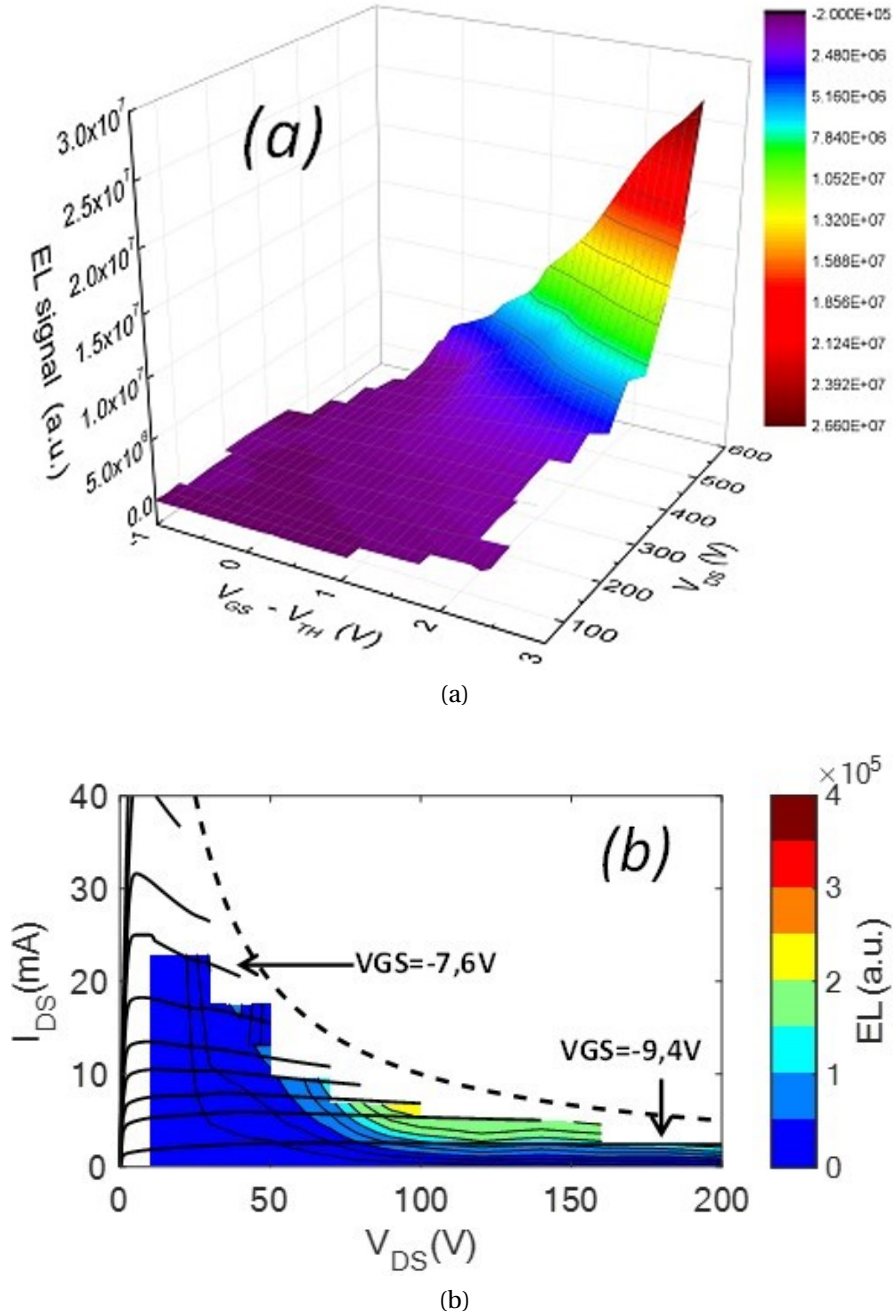 (a)
-2.000E+05
2.480E+06
5.160E+06
7.840E+06
1.052E+07
1.320E+07
1.588E+07
1.856E+07
2.124E+07
2.392E+07
2.660E+07
EL signal (a.u.)
3.0x10⁷
2.5x10⁷
2.0x10⁷
1.5x10⁷
1.0x10⁷
5.0x10⁶
0.0
-1
0
1
2
3
V_GS - V_TH (V)
600
500
400
300
200
100
V_DS (V)
(a)
(b)
40
30
20
10
0
I_DS(mA)
VGS=-7,6V
VGS=-9,4V
0
50
100
150
200
V_DS(V)
×10⁵
4
3
2
1
0
EL (a.u.)
(b)